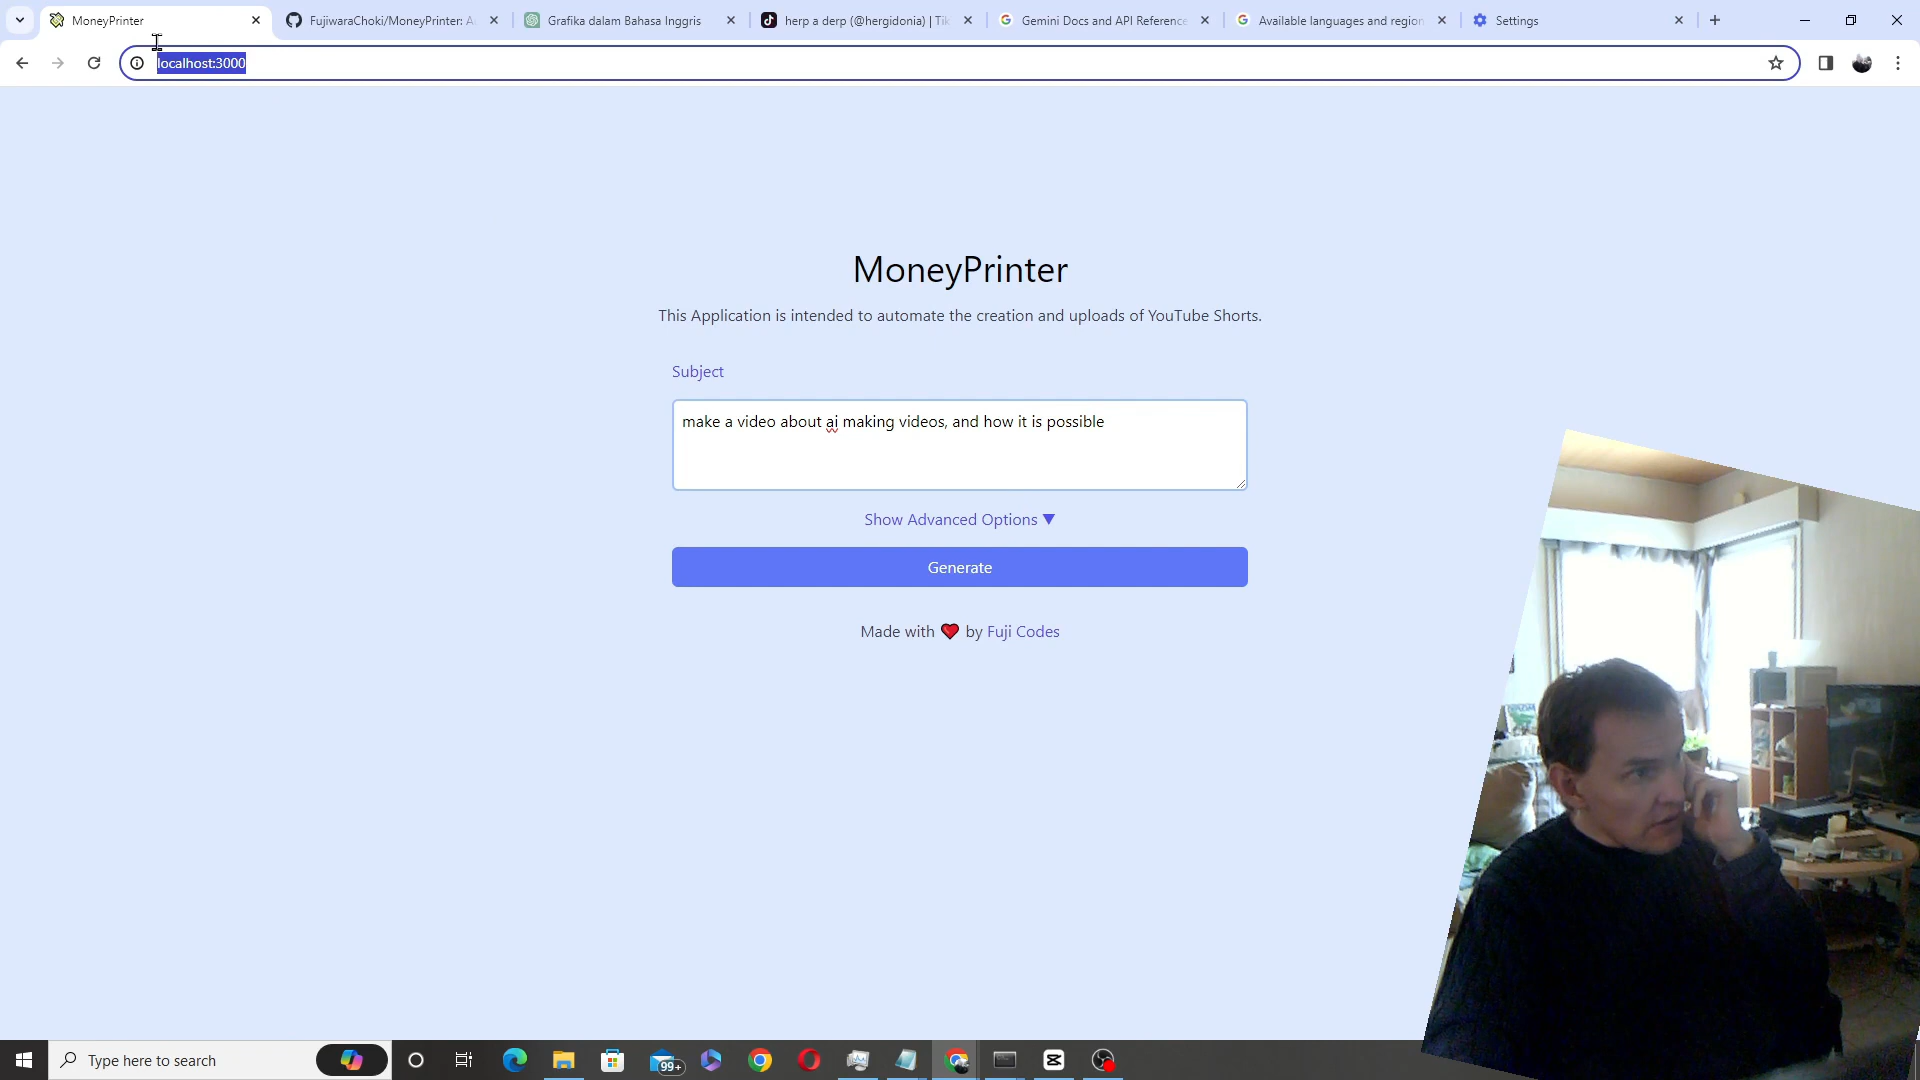 MoneyPrinter
FujiwaraChoki/MoneyPrinter: A
Grafika dalam Bahasa Inggris
herp a derp (@hergidonia) | Tik
Gemini Docs and API Reference
Available languages and region
Settings
localhost:3000
MoneyPrinter
This Application is intended to automate the creation and uploads of YouTube Shorts.
Subject
make a video about ai making videos, and how it is possible
Show Advanced Options ▼
Generate
Made with ❤️ by Fuji Codes
Type here to search
99+